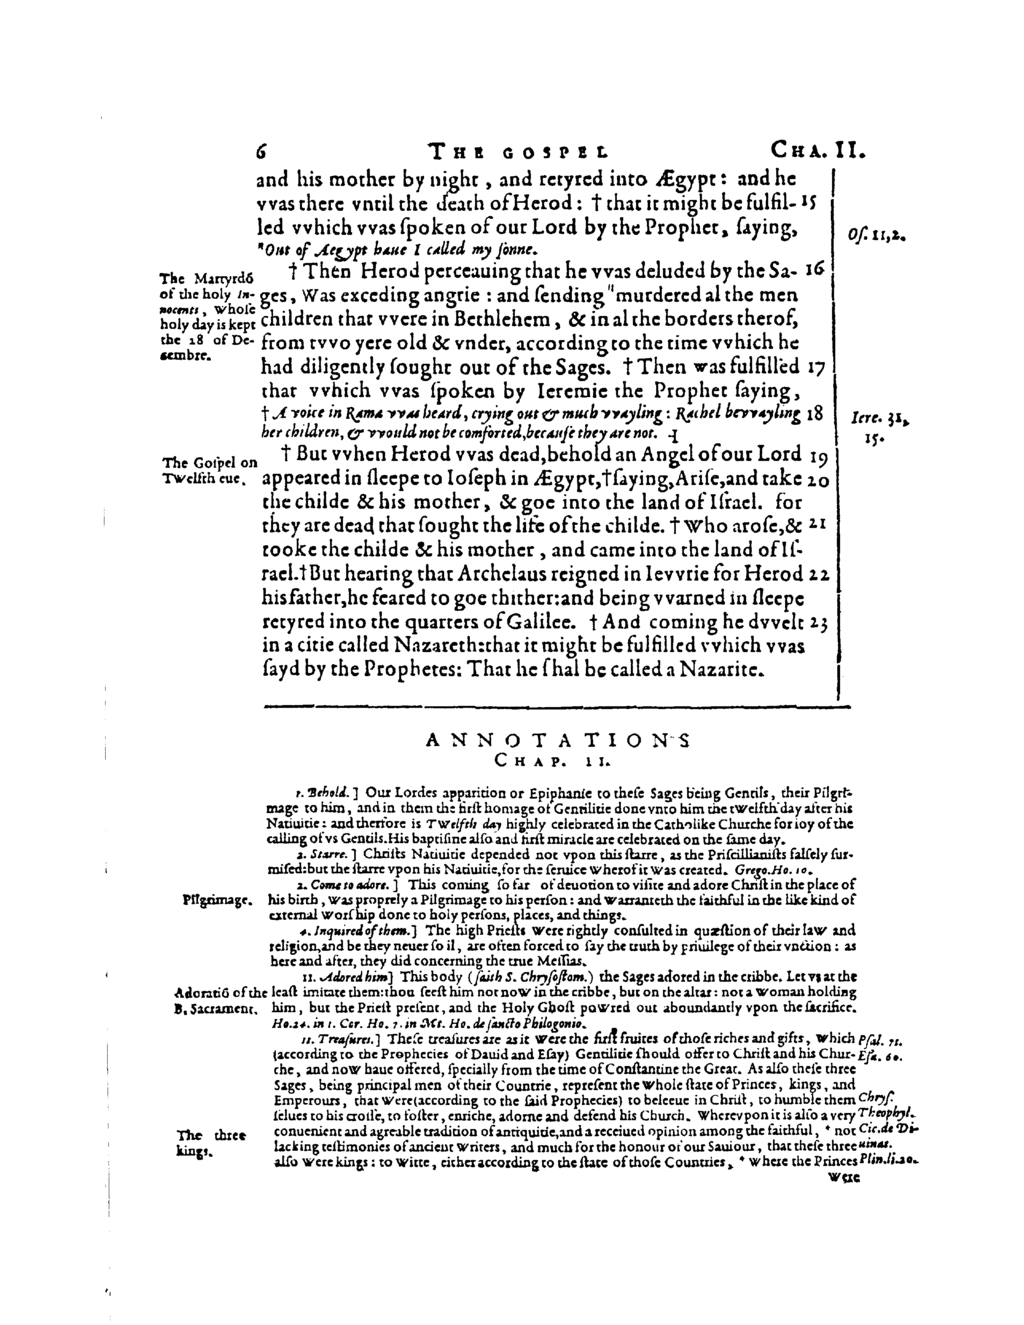 6 THE GOSPEL CHA. II.
and his mother by night, and retyred into Ægypt: and he
vvas there vntil the death of Herod: † that it might be fulfil- 15
led vvhich vvas ſpoken of our Lord by the Prophet, ſaying, Oſ. 11,2.
*Out of Aegypt haue I called my ſonne.
† Then Herod perceauing that he vvas deluded by the Sa- 16
ges, Was exceding angrie: and ſending "murdered al the men
children that vvere in Bethlehem, & in al the borders therof,
from tvvo yere old & vnder, according to the time vvhich he
had diligently ſought out of the Sages. † Then was fulfilled 17
that vvhich vvas ſpoken by Ieremie the Prophet ſaying,
† A voice in Rama vvas heard, crying out & much vvayling: Rachel bevvayling 18 Iere. 31,
her children, & vvould not be comforted, becauſe they are not. ⊣ 15.
† But vvhen Herod vvas dead, behold an Angel of our Lord 19
appeared in ſleepe to Ioſeph in Ægypt, † ſaying, Ariſe, and take 20
the childe & his mother, & goe into the land of Iſrael. for
they are dead that ſought the life of the childe. † Who aroſe, & 21
tooke the childe & his mother, and came into the land of Iſ-
rael. † But hearing that Archelaus reigned in Ievvrie for Herod 22
his father, he feared to goe thither: and being vvarned in ſleepe
retyred into the quarters of Galilee. † And coming he dvvelt 23
in a citie called Nazareth: that it might be fulfilled vvhich vvas
ſayd by the Prophetes: That he ſhal be called a Nazarite.
The Martyrdō
of the holy In-
nocents, whoſe
holy day is kept
the 28 of De-
cembre.
The Goſpel on
Twelfth eue.
ANNOTATIONS
CHAP. II.
1. Behold.] Our Lordes apparition or Epiphanie to theſe Sages being Gentils, their Pilgri-
mage to him, and in them the firſt homage of Gentilitie done vnto him the twelfth day after his
Natiuitie: and therfore is Twelfth day highly celebrated in the Catholike Churche for ioy of the
calling of vs Gentils. His baptiſme alſo and firſt miracle are celebrated on the ſame day.
2. Starre.] Chriſts Natiuitie depended not vpon this ſtarre, as the Priſcillianiſts falſely ſur-
miſed: but the ſtarre vpon his Natiuitie, for the ſeruice wherof it was created. Grego. Ho. 10.
2. Come to adore.] This coming ſo far of deuotion to viſite and adore Chriſt in the place of
Pilgrimage. his birth, was proprely a Pilgrimage to his perſon: and warranteth the faithful in the like kind of
external worſhip done to holy perſons, places, and things.
4. Inquired of them.] The high Prieſts were rightly conſulted in quæſtion of their law and
religion, and be they neuer ſo il, are often forced to ſay the truth by priuilege of their vnction: as
here and after, they did concerning the true Meſſias.
11. Adored him] This body (ſaith S. Chryſoſtom.) the Sages adored in the cribbe. Let vs at the
Adoratiō of the leaſt imitate them: thou ſeeſt him not now in the cribbe, but on the altar: not a woman holding
B. Sacrament. him, but the Prieſt preſent, and the Holy Ghoſt powred out aboundantly vpon the ſacrifice.
Ho. 24. in 1. Cor. Ho. 7. in Mt. Ho. de ſancto Philogonio.
11. Treaſures.] Theſe treaſures are as it were the firſt fruites of thoſe riches and gifts, which Pſal. 71.
(according to the Prophecies of Dauid and Eſay) Gentilitie ſhould offer to Chriſt and his Chur- Eſa. 60.
che, and now haue offered, ſpecially from the time of Conſtantine the Great. As alſo theſe three
Sages, being principal men of their Countrie, repreſent the whole ſtate of Princes, kings, and
Emperours, that were (according to the ſaid Prophecies) to beleeue in Chriſt, to humble them Chryſ.
ſelues to his croſſe, to foſter, enriche, adorne and defend his Church. Wherevpon it is alſo a very Theophyl.
conuenient and agreable tradition of antiquitie, and a receiued opinion among the faithful, * not Cic. de Di-
The three lacking teſtimonies of ancient writers, and much for the honour of our Sauiour, that theſe three uinat.
kings. alſo were kings: to witte, either according to the ſtate of thoſe Countries, * where the Princes Plin. li. 30.
were